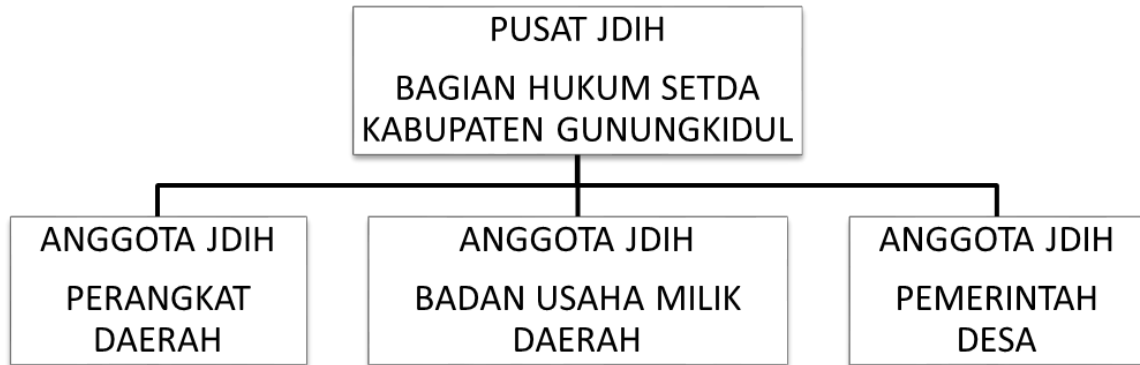 PUSAT JDIH
BAGIAN HUKUM SETDA
KABUPATEN GUNUNGKIDUL
ANGGOTA JDIH
PERANGKAT
DAERAH
ANGGOTA JDIH
BADAN USAHA MILIK
DAERAH
ANGGOTA JDIH
PEMERINTAH
DESA